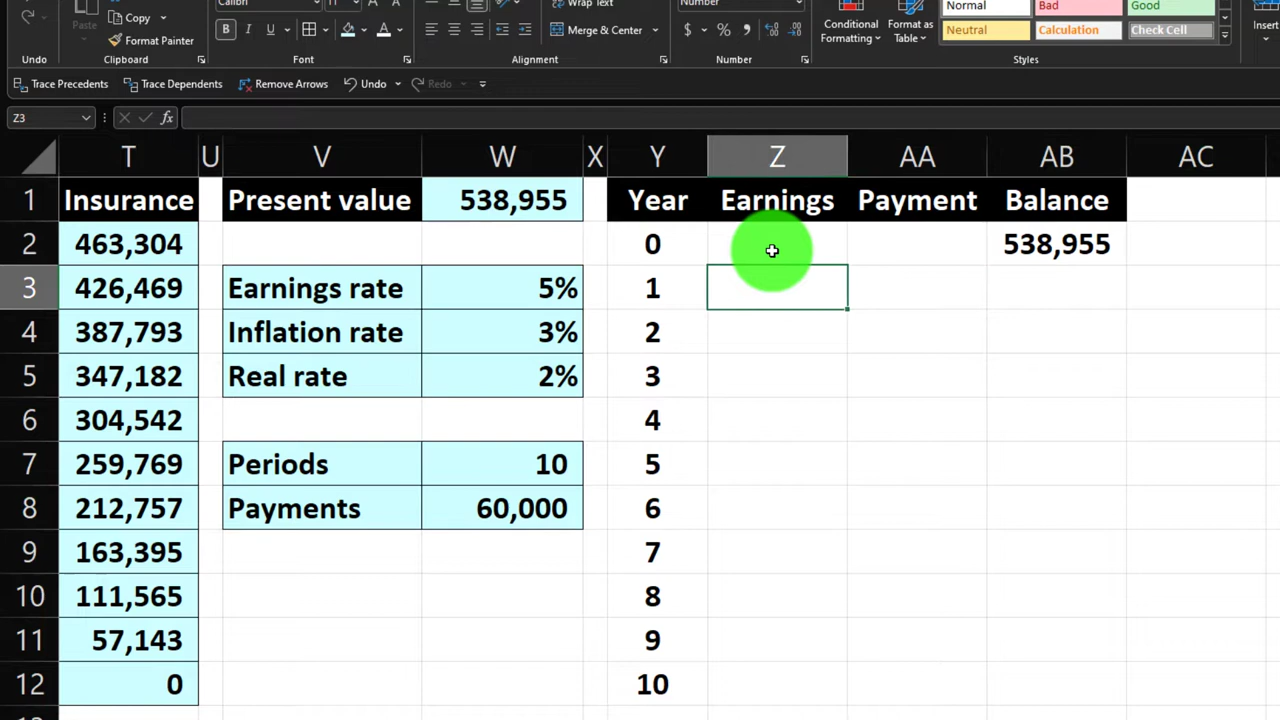 Calibri
11
Wrap Text
Number
Normal
Bad
Good
Copy
Paste
Format Painter
B
I
U
A
Merge & Center
$
%
Conditional
Formatting
Format as
Table
Neutral
Calculation
Check Cell
Insert
Undo
Clipboard
Font
Alignment
Number
Styles
Trace Precedents
Trace Dependents
Remove Arrows
Undo
Redo
Z3
fx
T U V W X Y Z AA AB AC
1 Insurance Present value 538,955 Year Earnings Payment Balance
2 463,304 0 538,955
3 426,469 Earnings rate 5% 1
4 387,793 Inflation rate 3% 2
5 347,182 Real rate 2% 3
6 304,542 4
7 259,769 Periods 10 5
8 212,757 Payments 60,000 6
9 163,395 7
10 111,565 8
11 57,143 9
12 0 10